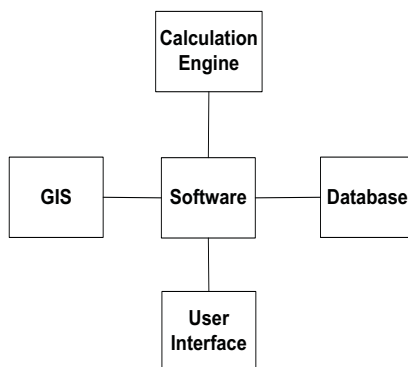 Calculation
Engine
GIS
Software
Database
User
Interface